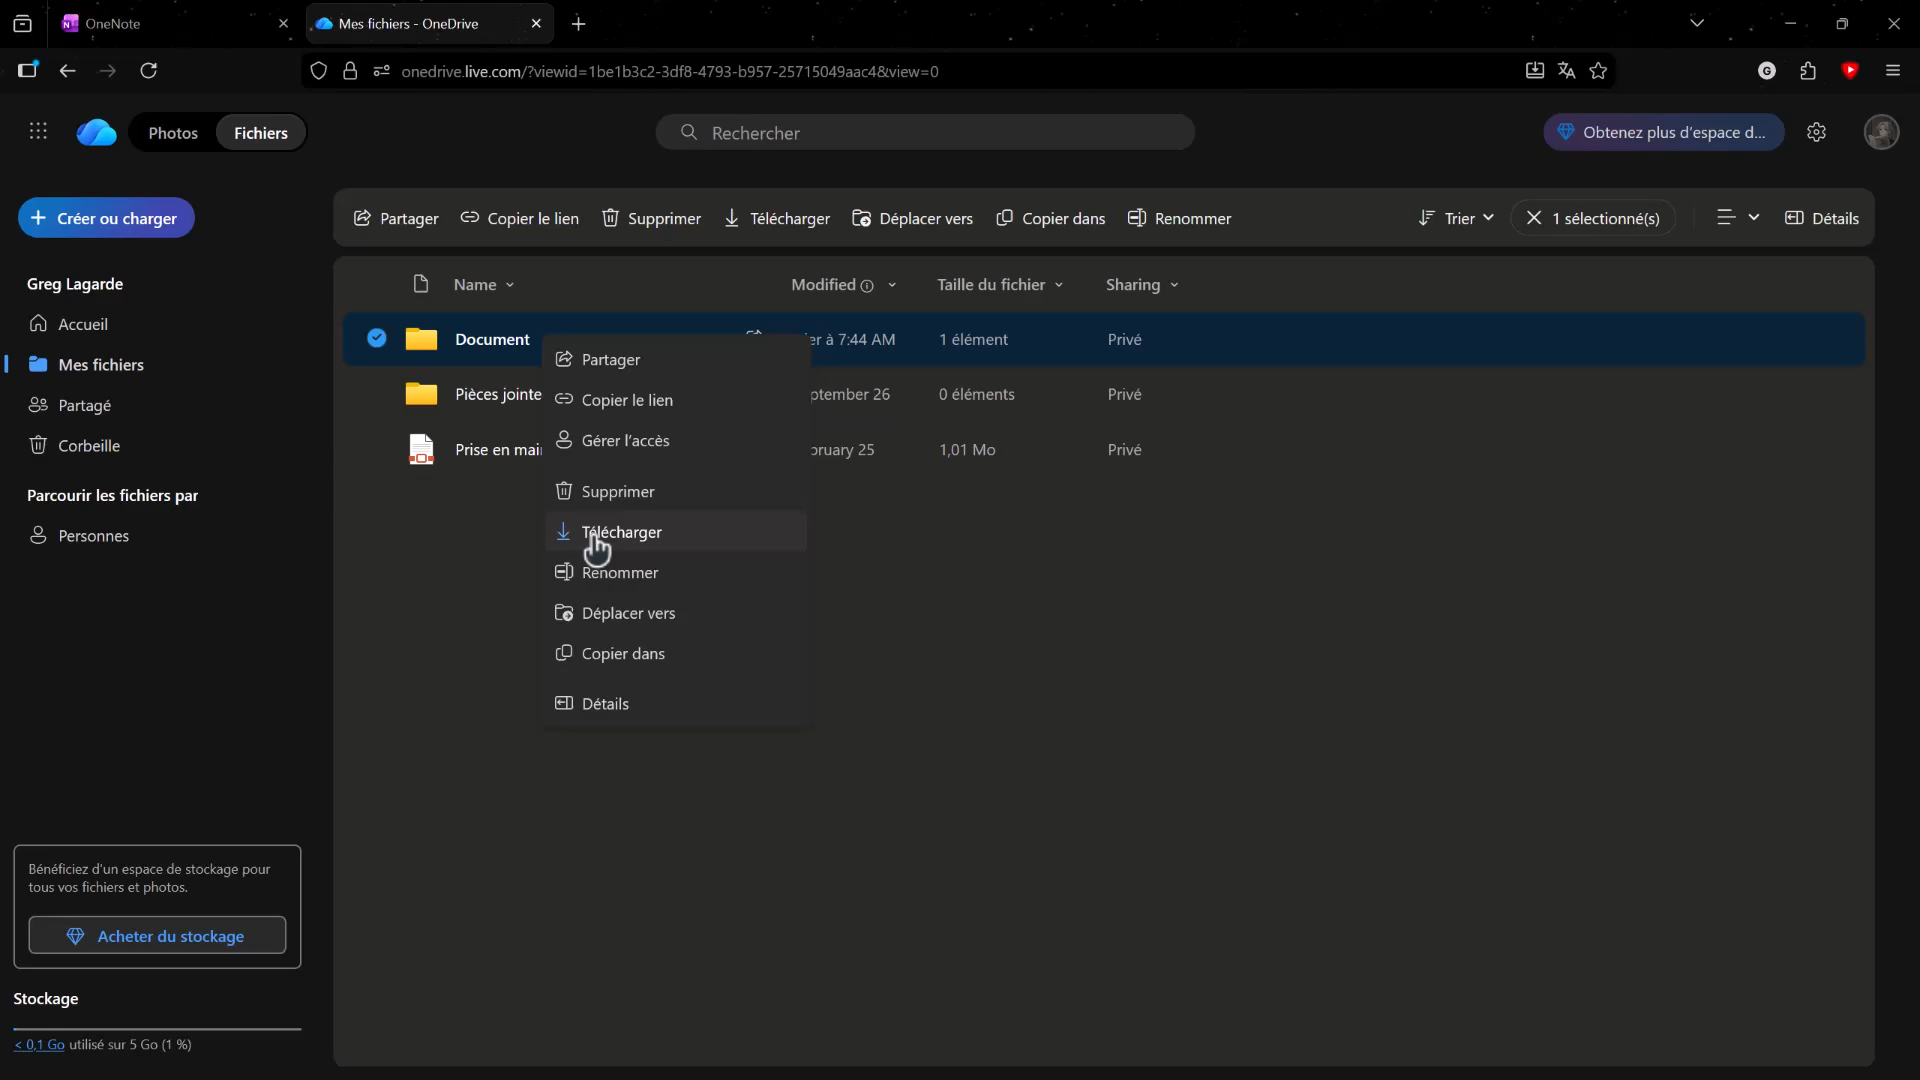 OneNote
Mes fichiers - OneDrive
onedrive.live.com/?viewid=1be1b3c2-3df8-4793-b957-25715049aac4&view=0
G
Photos
Fichiers
Rechercher
Obtenez plus d'espace d...
Créer ou charger
Partager
Copier le lien
Supprimer
Télécharger
Déplacer vers
Copier dans
Renommer
Trier
1 sélectionné(s)
Détails
Greg Lagarde
Accueil
Mes fichiers
Partagé
Corbeille
Parcourir les fichiers par
Personnes
Name
Modified
Taille du fichier
Sharing
Document
à 7:44 AM
1 élément
Privé
Pièces jointe
ptember 26
0 éléments
Privé
Prise en mai
oruary 25
1,01 Mo
Privé
Partager
Copier le lien
Gérer l'accès
Supprimer
Télécharger
Renommer
Déplacer vers
Copier dans
Détails
Bénéficiez d'un espace de stockage pour
tous vos fichiers et photos.
Acheter du stockage
Stockage
< 0,1 Go utilisé sur 5 Go (1 %)